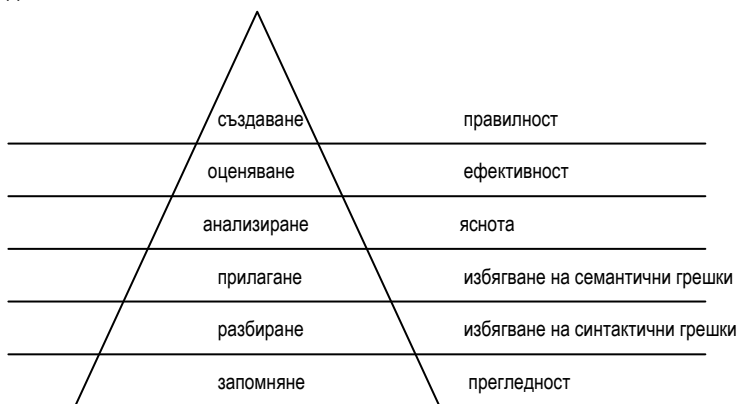 създаване правилност
оценяване ефективност
анализиране яснота
прилагане избягване на семантични грешки
разбиране избягване на синтактични грешки
запомняне прегледност